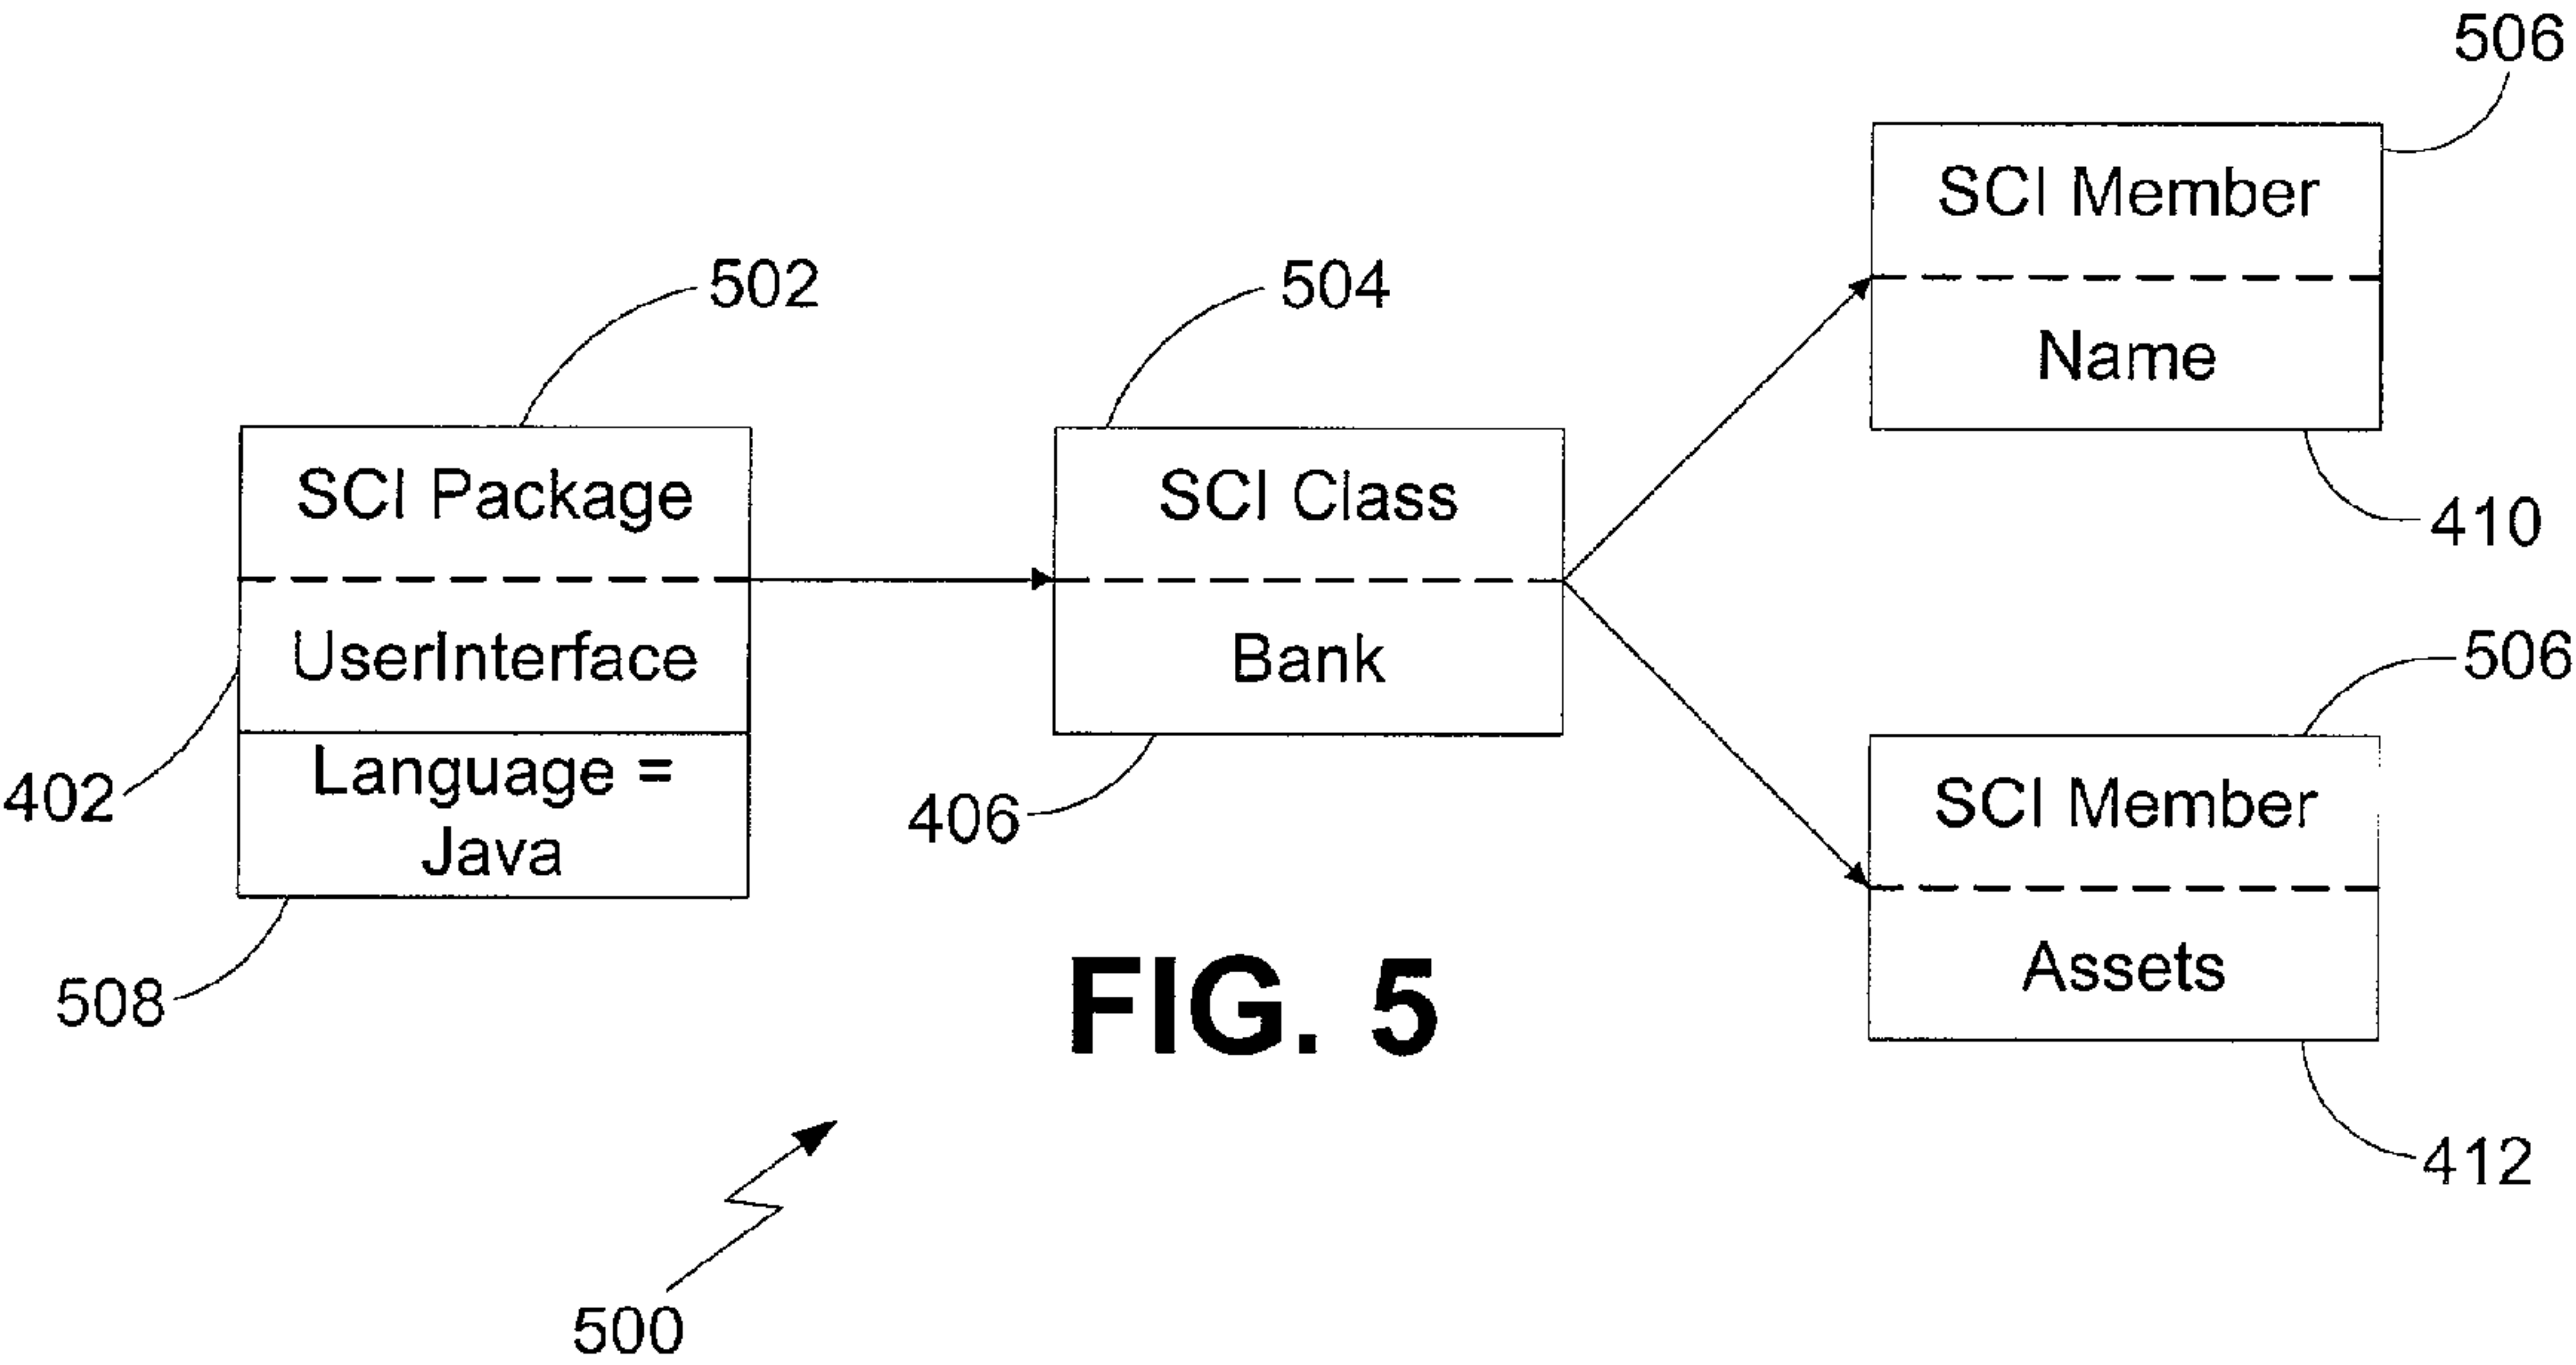 506
SCI Member
Name
410
502
SCI Package
UserInterface
Language =
Java
402
508
504
SCI Class
Bank
406
506
SCI Member
Assets
412
FIG. 5
500